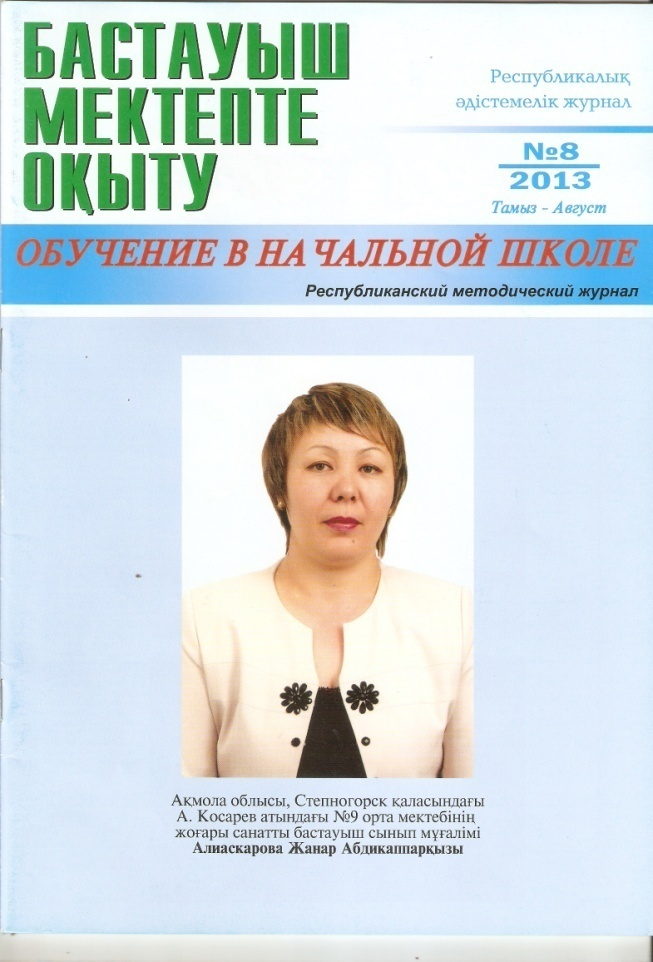 БАСТАУЫШ
МЕКТЕПТЕ
ОҚЫТУ
Республикалық
әдістемелік журнал
№8
2013
Тамыз - Август
ОБУЧЕНИЕ В НАЧАЛЬНОЙ ШКОЛЕ
Республиканский методический журнал
Ақмола облысы, Степногорск қаласындағы
А. Косарев атындағы №9 орта мектебінің
жоғары санатты бастауыш сынып мұғалімі
Алиаскарова Жанар Абдикаппарқызы